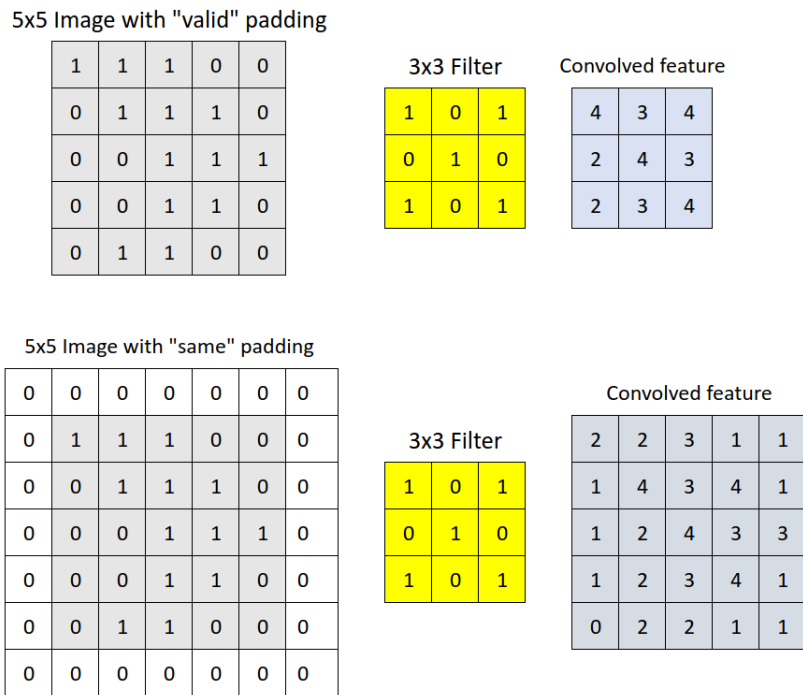 5x5 Image with "valid" padding
3x3 Filter
Convolved feature
1 1 1 0 0
0 1 1 1 0
0 0 1 1 1
0 0 1 1 0
0 1 1 0 0
1 0 1
0 1 0
1 0 1
4 3 4
2 4 3
2 3 4
5x5 Image with "same" padding
3x3 Filter
Convolved feature
0 0 0 0 0 0 0
0 1 1 1 0 0 0
0 0 1 1 1 0 0
0 0 0 1 1 1 0
0 0 0 1 1 0 0
0 0 1 1 0 0 0
0 0 0 0 0 0 0
1 0 1
0 1 0
1 0 1
2 2 3 1 1
1 4 3 4 1
1 2 4 3 3
1 2 3 4 1
0 2 2 1 1